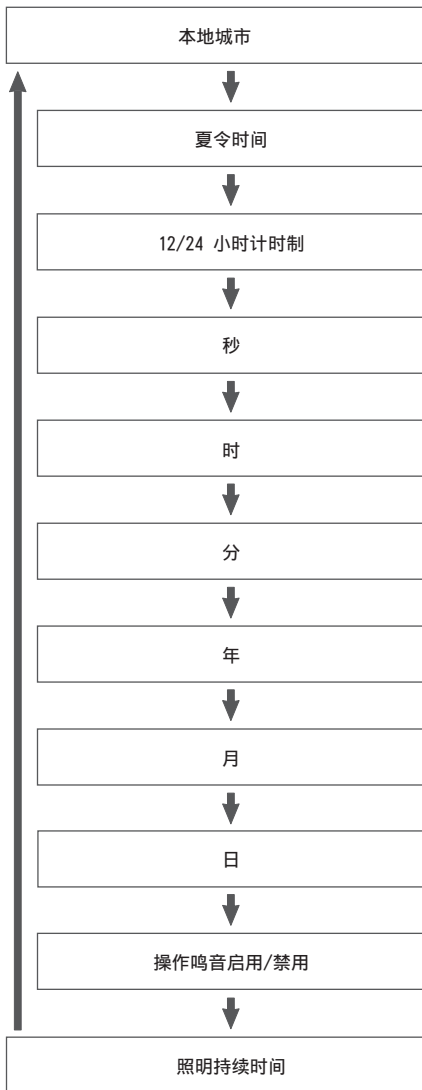 本地城市
夏令时间
12/24 小时计时制
秒
时
分
年
月
日
操作鸣音启用/禁用
照明持续时间